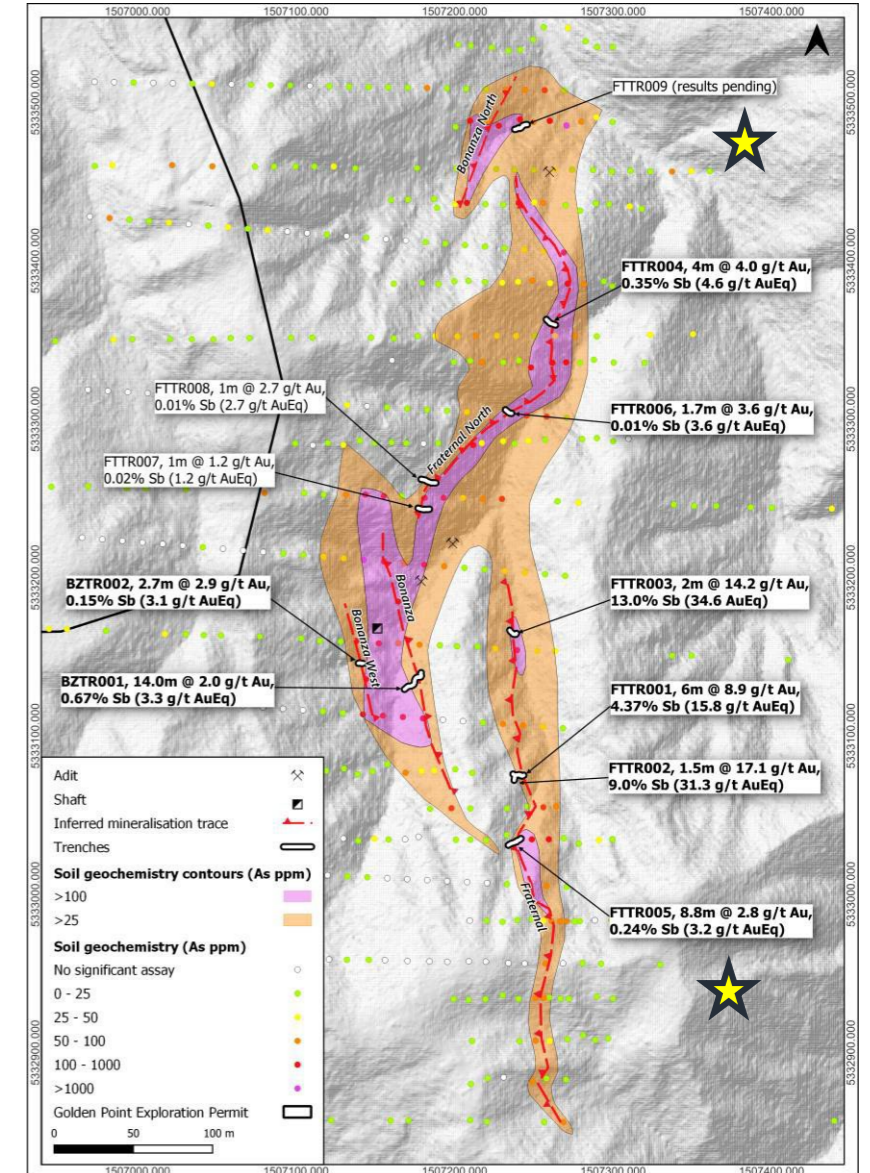 1507000.000 1507100.000 1507200.000 1507300.000 1507400.000
5333500.000
5333400.000
5333300.000
5333200.000
5333100.000
5333000.000
5332900.000
FTTR009 (results pending)
Bonanza North
FTTR004, 4m @ 4.0 g/t Au,
0.35% Sb (4.6 g/t AuEq)
FTTR008, 1m @ 2.7 g/t Au,
0.01% Sb (2.7 g/t AuEq)
Fraternal North
FTTR006, 1.7m @ 3.6 g/t Au,
0.01% Sb (3.6 g/t AuEq)
FTTR007, 1m @ 1.2 g/t Au,
0.02% Sb (1.2 g/t AuEq)
BZTR002, 2.7m @ 2.9 g/t Au,
0.15% Sb (3.1 g/t AuEq)
Bonanza
Bonanza West
FTTR003, 2m @ 14.2 g/t Au,
13.0% Sb (34.6 AuEq)
BZTR001, 14.0m @ 2.0 g/t Au,
0.67% Sb (3.3 g/t AuEq)
FTTR001, 6m @ 8.9 g/t Au,
4.37% Sb (15.8 g/t AuEq)
FTTR002, 1.5m @ 17.1 g/t Au,
9.0% Sb (31.3 g/t AuEq)
Fraternal
FTTR005, 8.8m @ 2.8 g/t Au,
0.24% Sb (3.2 g/t AuEq)
Adit
Shaft
Inferred mineralisation trace
Trenches
Soil geochemistry contours (As ppm)
>100
>25
Soil geochemistry (As ppm)
No significant assay
0 - 25
25 - 50
50 - 100
100 - 1000
>1000
Golden Point Exploration Permit
0 50 100 m
5333500.000
5333400.000
5333300.000
5333200.000
5333100.000
5333000.000
5332900.000
1507000.000 1507100.000 1507200.000 1507300.000 1507400.000